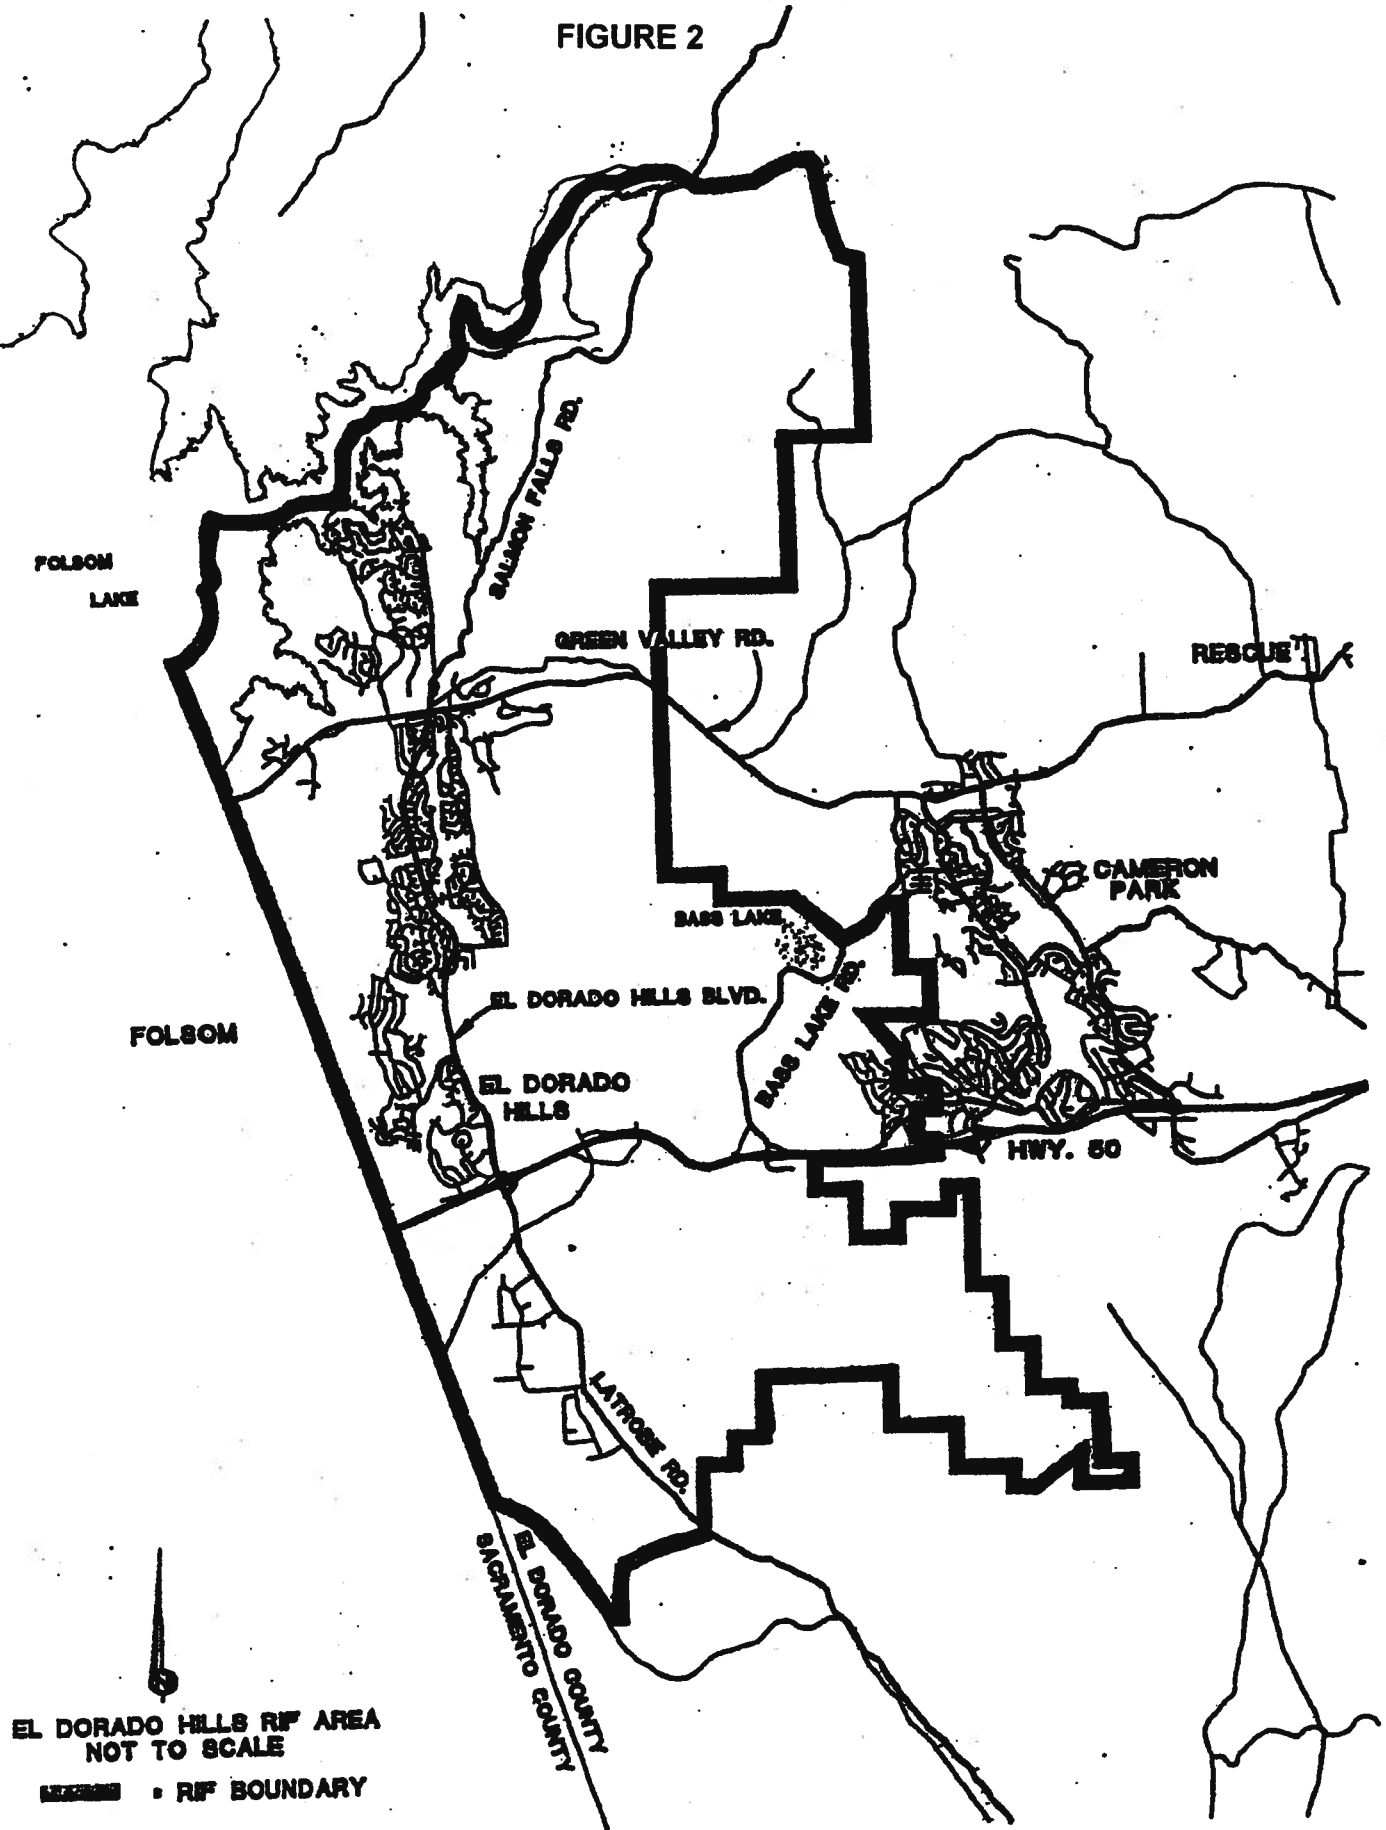 FIGURE 2
SALMON FALLS RD.
FOLSOM
LAKE
GREEN VALLEY RD.
RESCUE
CAMERON
PARK
BASS LAKE
BASS LAKE RD.
EL DORADO HILLS BLVD.
FOLSOM
EL DORADO
HILLS
HWY. 50
LATROBE RD.
EL DORADO COUNTY
SACRAMENTO COUNTY
EL DORADO HILLS RIF AREA
NOT TO SCALE
= RIF BOUNDARY